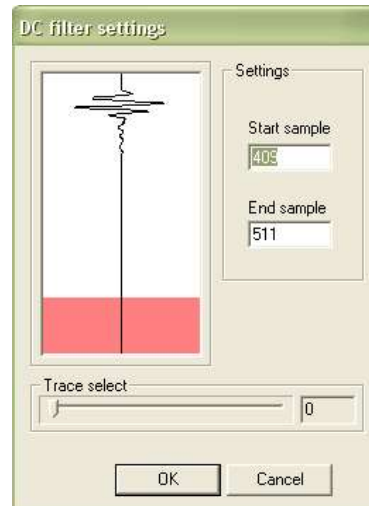 DC filter settings
Settings
Start sample
409
End sample
511
Trace select
0
OK
Cancel